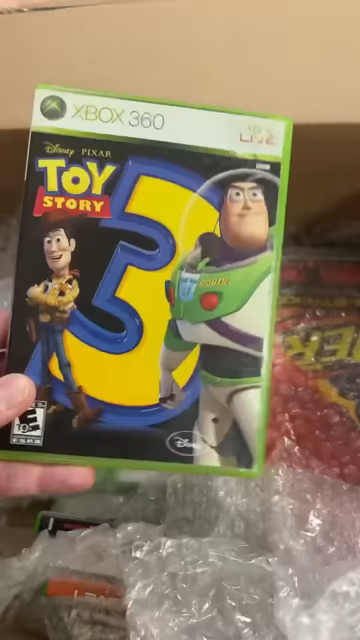 XBOX 360
LIVE
Disney • PIXAR
TOY
STORY
3
Disney